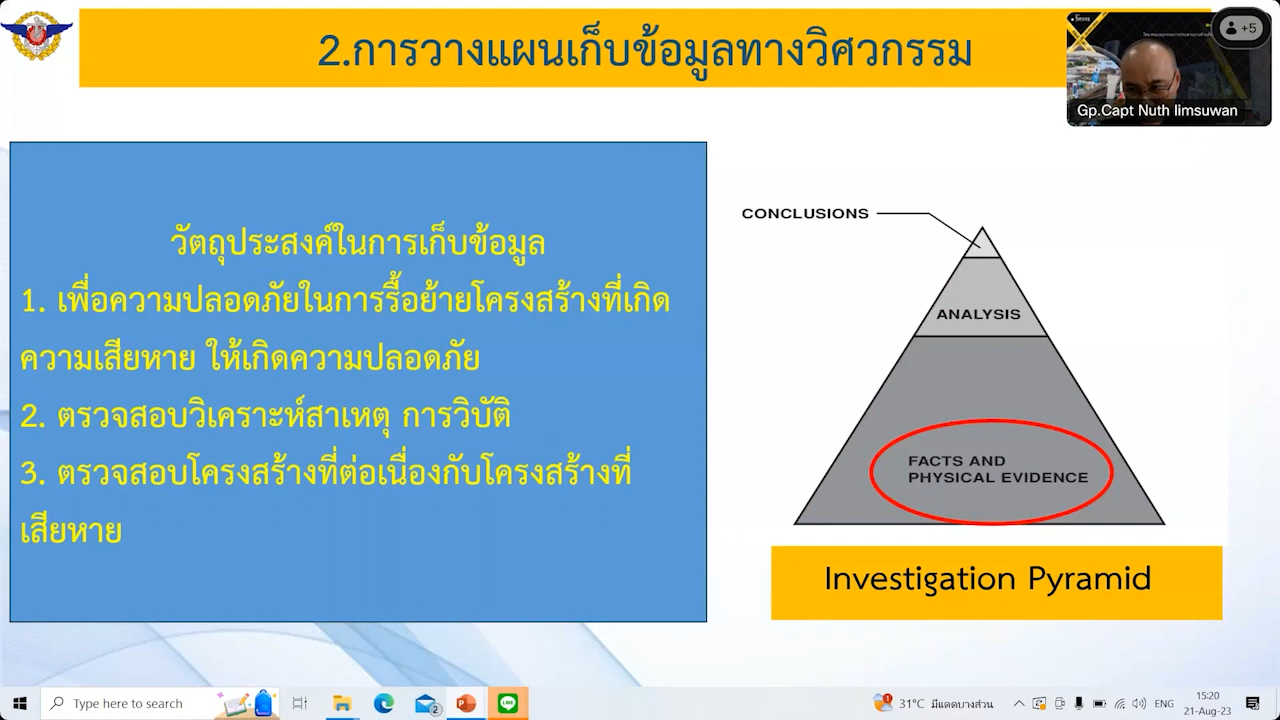 2.การวางแผนเก็บข้อมูลทางวิศวกรรม
+5
Gp.Capt Nuth limsuwan
วัตถุประสงค์ในการเก็บข้อมูล
1. เพื่อความปลอดภัยในการรื้อย้ายโครงสร้างที่เกิด
ความเสียหาย ให้เกิดความปลอดภัย
2. ตรวจสอบวิเคราะห์สาเหตุ การวิบัติ
3. ตรวจสอบโครงสร้างที่ต่อเนื่องกับโครงสร้างที่
เสียหาย
CONCLUSIONS
ANALYSIS
FACTS AND
PHYSICAL EVIDENCE
Investigation Pyramid
Type here to search
2
1
31°C มีแดดบางส่วน
ENG
15:20
21-Aug-23